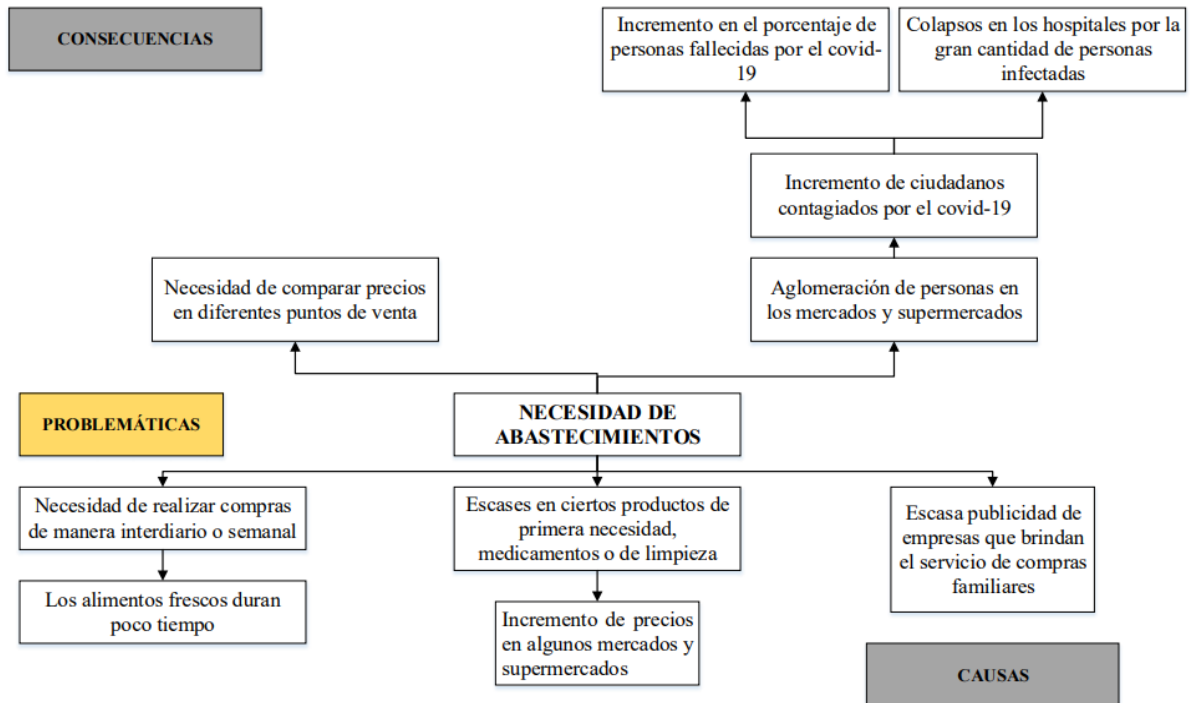 CONSECUENCIAS
Incremento en el porcentaje de
personas fallecidas por el covid-
19
Colapsos en los hospitales por la
gran cantidad de personas
infectadas
Incremento de ciudadanos
contagiados por el covid-19
Necesidad de comparar precios
en diferentes puntos de venta
Aglomeración de personas en
los mercados y supermercados
PROBLEMÁTICAS
NECESIDAD DE
ABASTECIMIENTOS
Necesidad de realizar compras
de manera interdiario o semanal
Escases en ciertos productos de
primera necesidad,
medicamentos o de limpieza
Escasa publicidad de
empresas que brindan
el servicio de compras
familiares
Los alimentos frescos duran
poco tiempo
Incremento de precios
en algunos mercados y
supermercados
CAUSAS